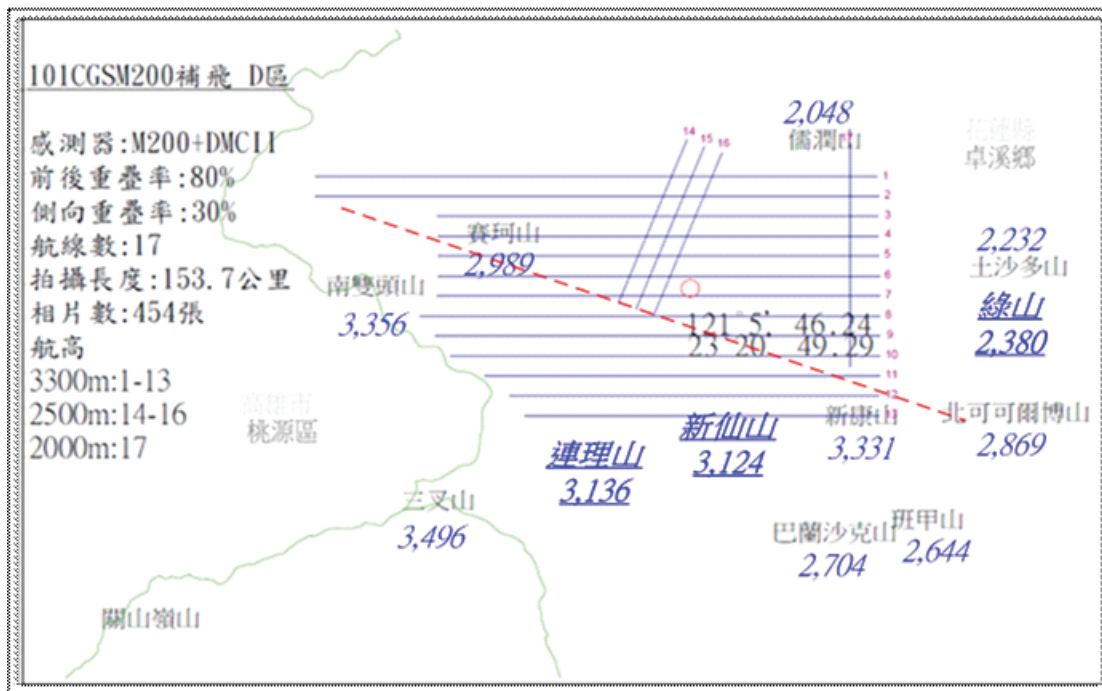 101CGSM200補飛 D區
感測器:M200+DMCII
前後重疊率:80%
側向重疊率:30%
航線數:17
拍攝長度:153.7公里
相片數:454張
航高
3300m:1-13
2500m:14-16
2000m:17
14
15
16
2,048
儒潤山
17
花蓮縣
卓溪鄉
1
2
3
4
5
6
7
8
9
10
11
12
13
賽珂山
2,989
南雙頭山
3,356
2,232
土沙多山
綠山
2,380
121°5' 46.24
23 20 49.29
高雄市
桃源區
新仙山
3,124
新康山
3,331
北可可爾博山
2,869
連理山
3,136
三叉山
3,496
巴蘭沙克山
2,704
班甲山
2,644
關山嶺山